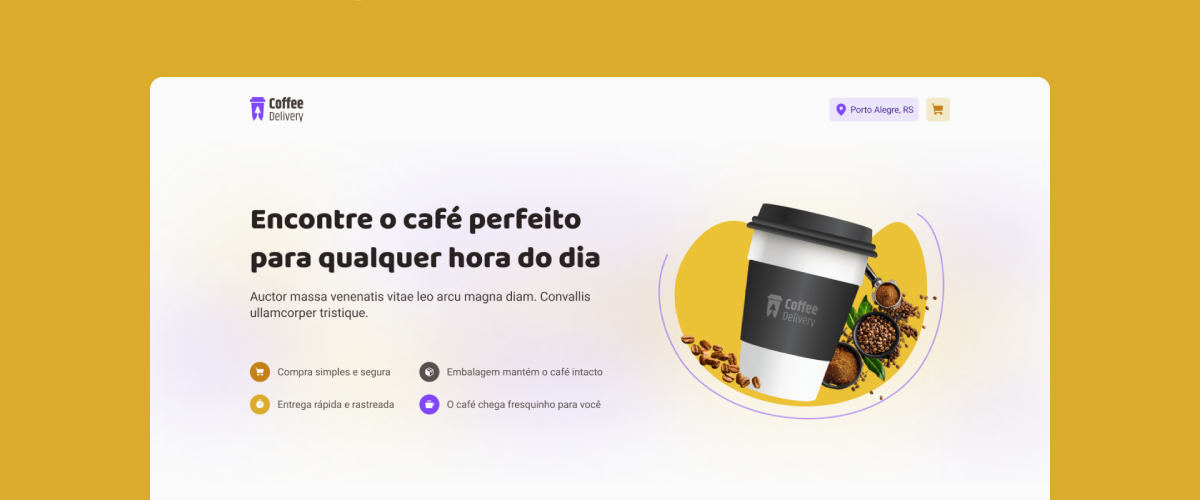 Coffee
Delivery
Porto Alegre, RS
Encontre o café perfeito
para qualquer hora do dia
Auctor massa venenatis vitae leo arcu magna diam. Convallis
ullamcorper tristique.
Coffee
Delivery
Compra simples e segura
Embalagem mantém o café intacto
Entrega rápida e rastreada
O café chega fresquinho para você